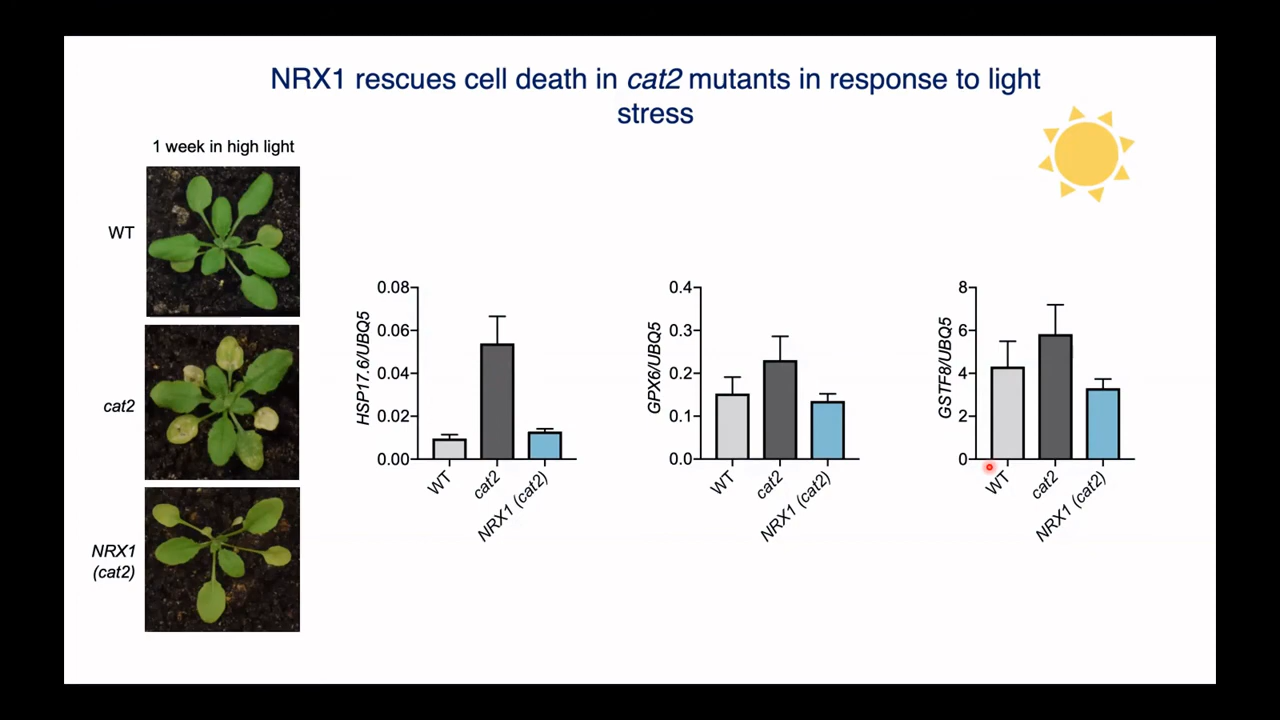 NRX1 rescues cell death in cat2 mutants in response to light
stress
1 week in high light
WT
cat2
NRX1
(cat2)
HSP17.6/UBQ5
0.08
0.06
0.04
0.02
0.00
WT
cat2
NRX1 (cat2)
GPX6/UBQ5
0.4
0.3
0.2
0.1
0.0
WT
cat2
NRX1 (cat2)
GSTF8/UBQ5
8
6
4
2
0
WT
cat2
NRX1 (cat2)